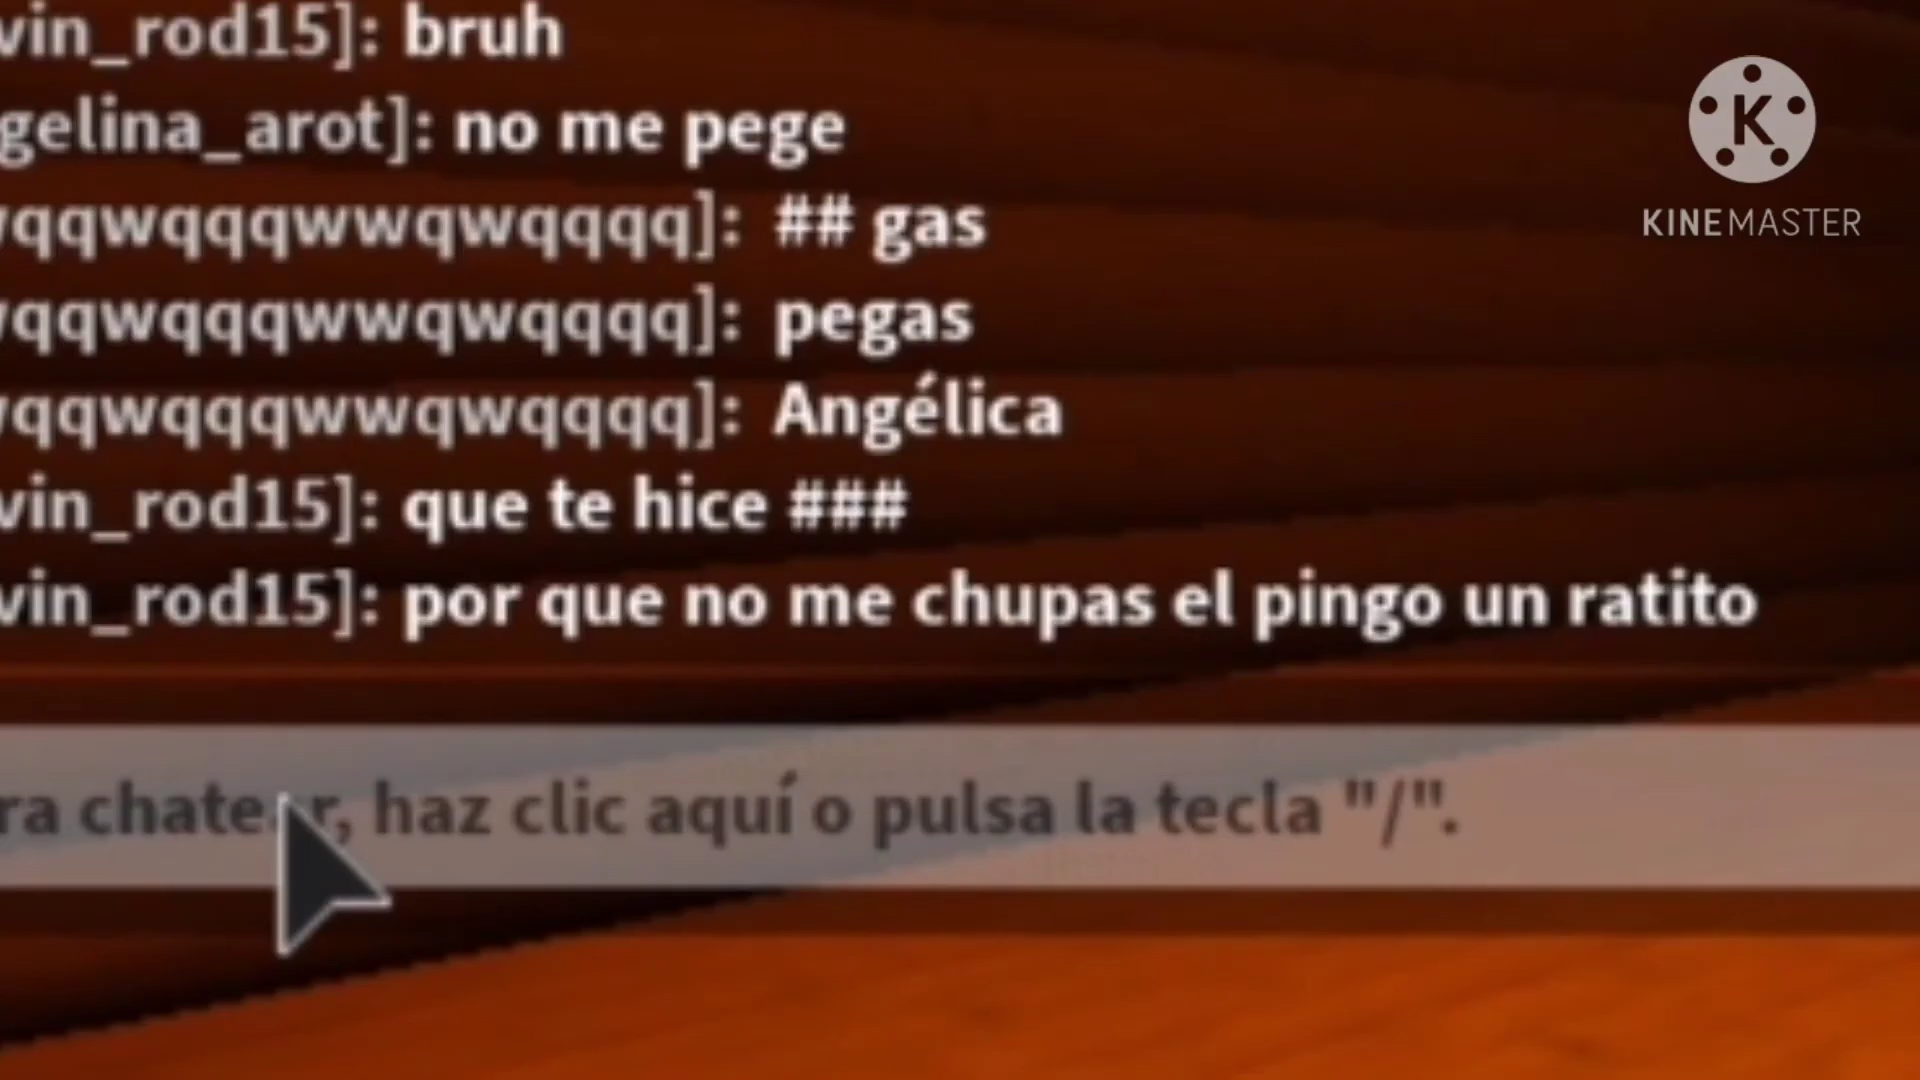 vin_rod15]: bruh
gelina_arot]: no me pege
qqwqqqwwqwqqqq]: ## gas
qqwqqqwwqwqqqq]: pegas
qqwqqqwwqwqqqq]: Angélica
vin_rod15]: que te hice ###
vin_rod15]: por que no me chupas el pingo un ratito
ra chatear, haz clic aquí o pulsa la tecla "/".
K
KINEMASTER